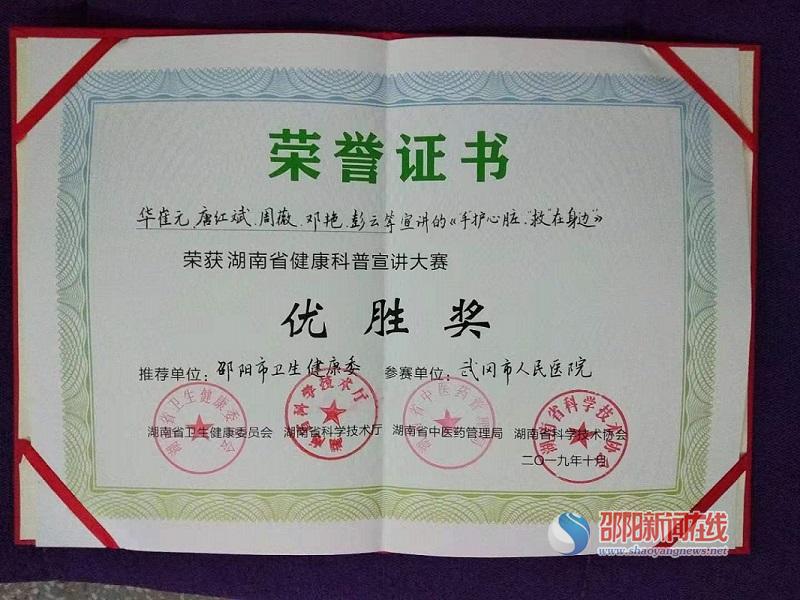 荣誉证书
华崔元、唐红斌、周薇、邓艳、彭云等宣讲的《“手”护心脏、“救”在身边》
荣获湖南省健康科普宣讲大赛
优胜奖
推荐单位：邵阳市卫生健康委 参赛单位：武冈市人民医院
湖南省卫生健康委员会 湖南省科学技术厅 湖南省中医药管理局 湖南省科学技术协会
二〇一九年十月
邵阳新闻在线
www.shaoyangnews.net